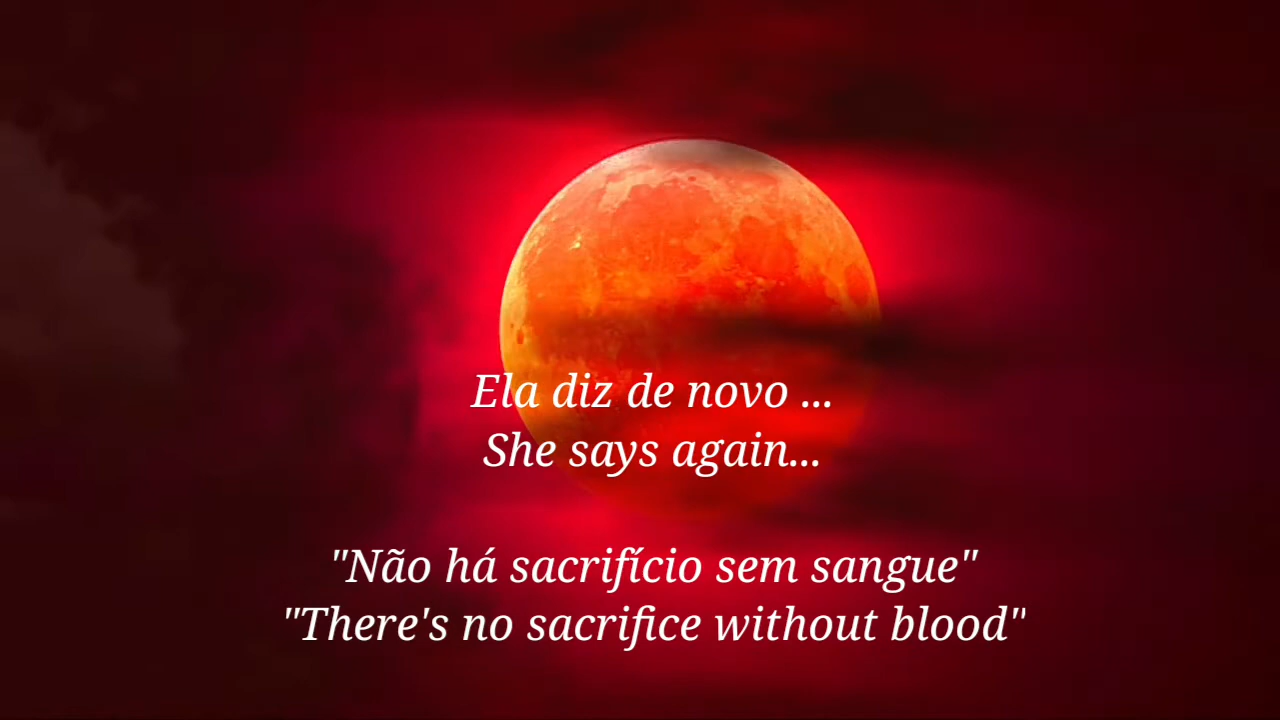 Ela diz de novo ...
She says again...
"Não há sacrifício sem sangue"
"There's no sacrifice without blood"